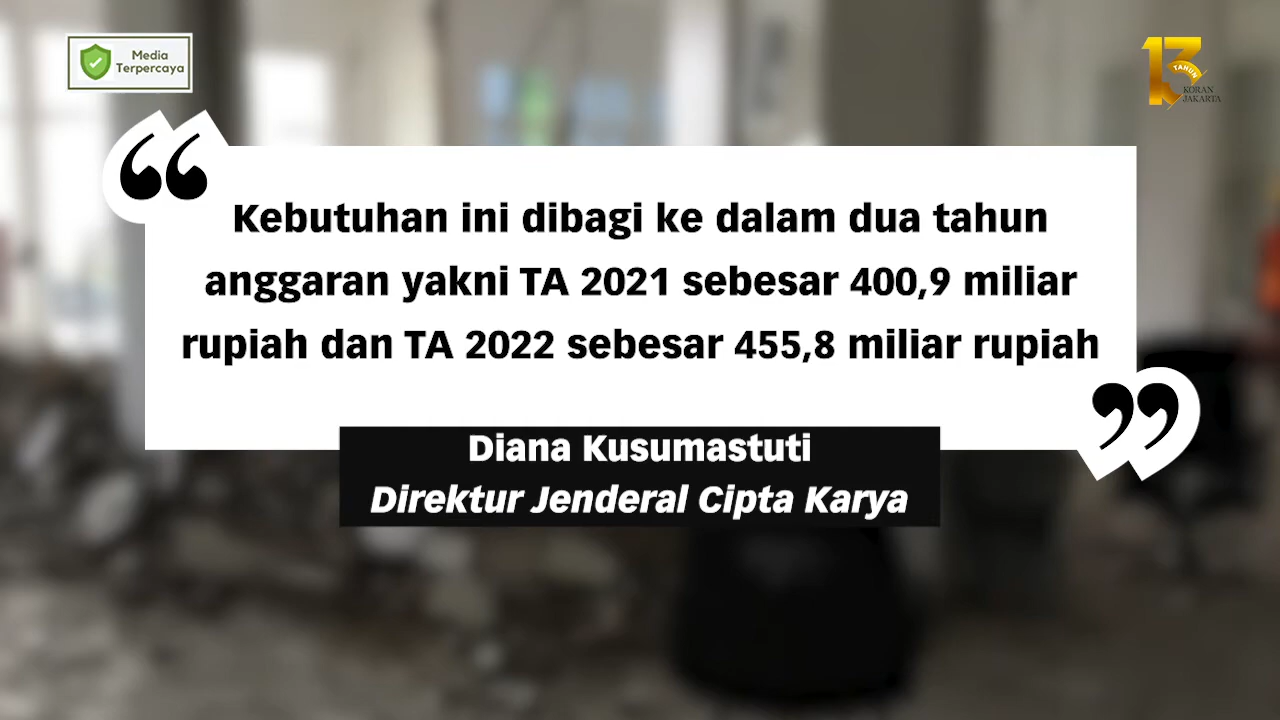 Media
Terpercaya
13
TAHUN
KORAN
JAKARTA
Kebutuhan ini dibagi ke dalam dua tahun
anggaran yakni TA 2021 sebesar 400,9 miliar
rupiah dan TA 2022 sebesar 455,8 miliar rupiah
Diana Kusumastuti
Direktur Jenderal Cipta Karya